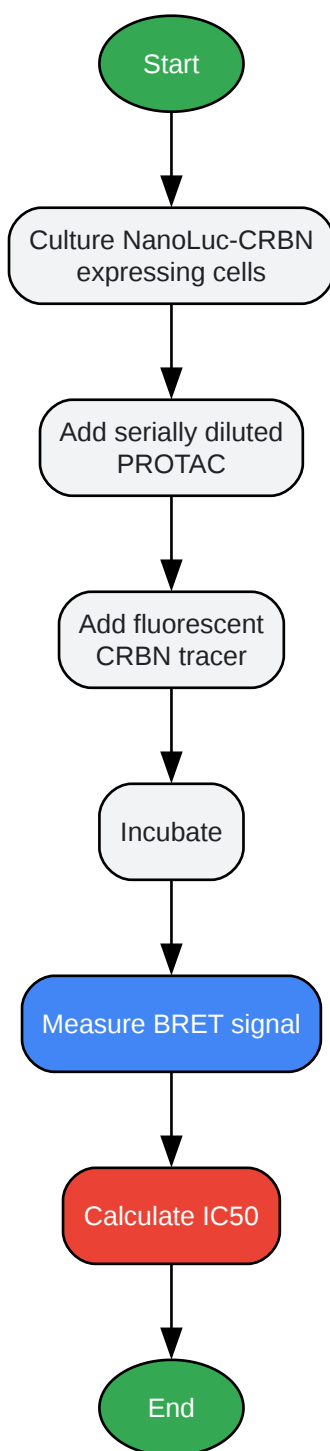 Start
Culture NanoLuc-CRBN
expressing cells
Add serially diluted
PROTAC
Add fluorescent
CRBN tracer
Incubate
Measure BRET signal
Calculate IC50
End